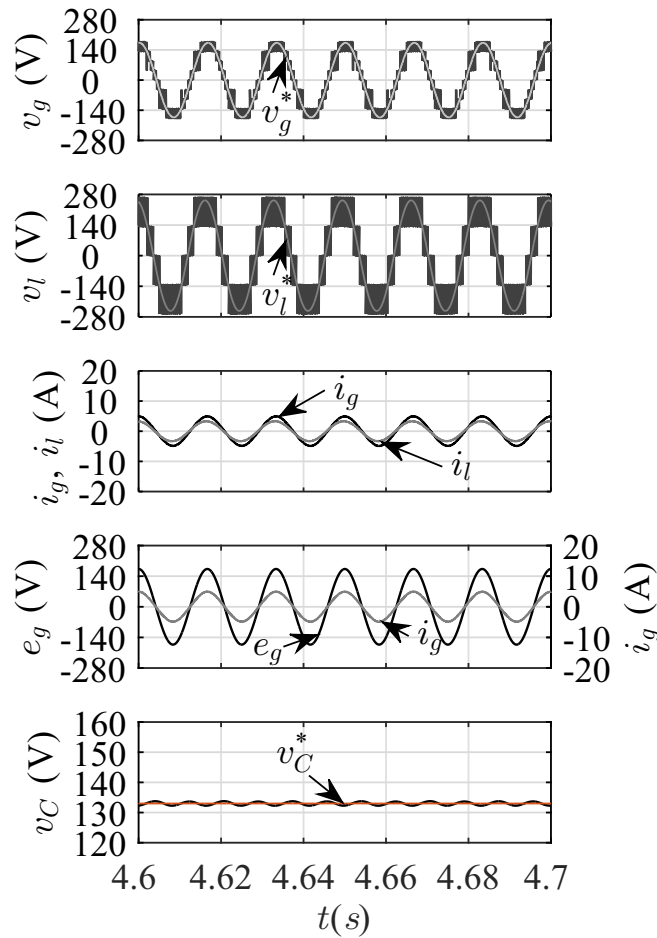 280
140
0
-140
-280
v_g (V)
v_g^*
280
140
0
-140
-280
v_l (V)
v_l^*
20
10
0
-10
-20
i_g, i_l (A)
i_g
i_l
280
140
0
-140
-280
e_g (V)
e_g
i_g
20
10
0
-10
-20
i_g (A)
160
150
140
130
120
v_C (V)
v_C^*
4.6 4.62 4.64 4.66 4.68 4.7
t(s)